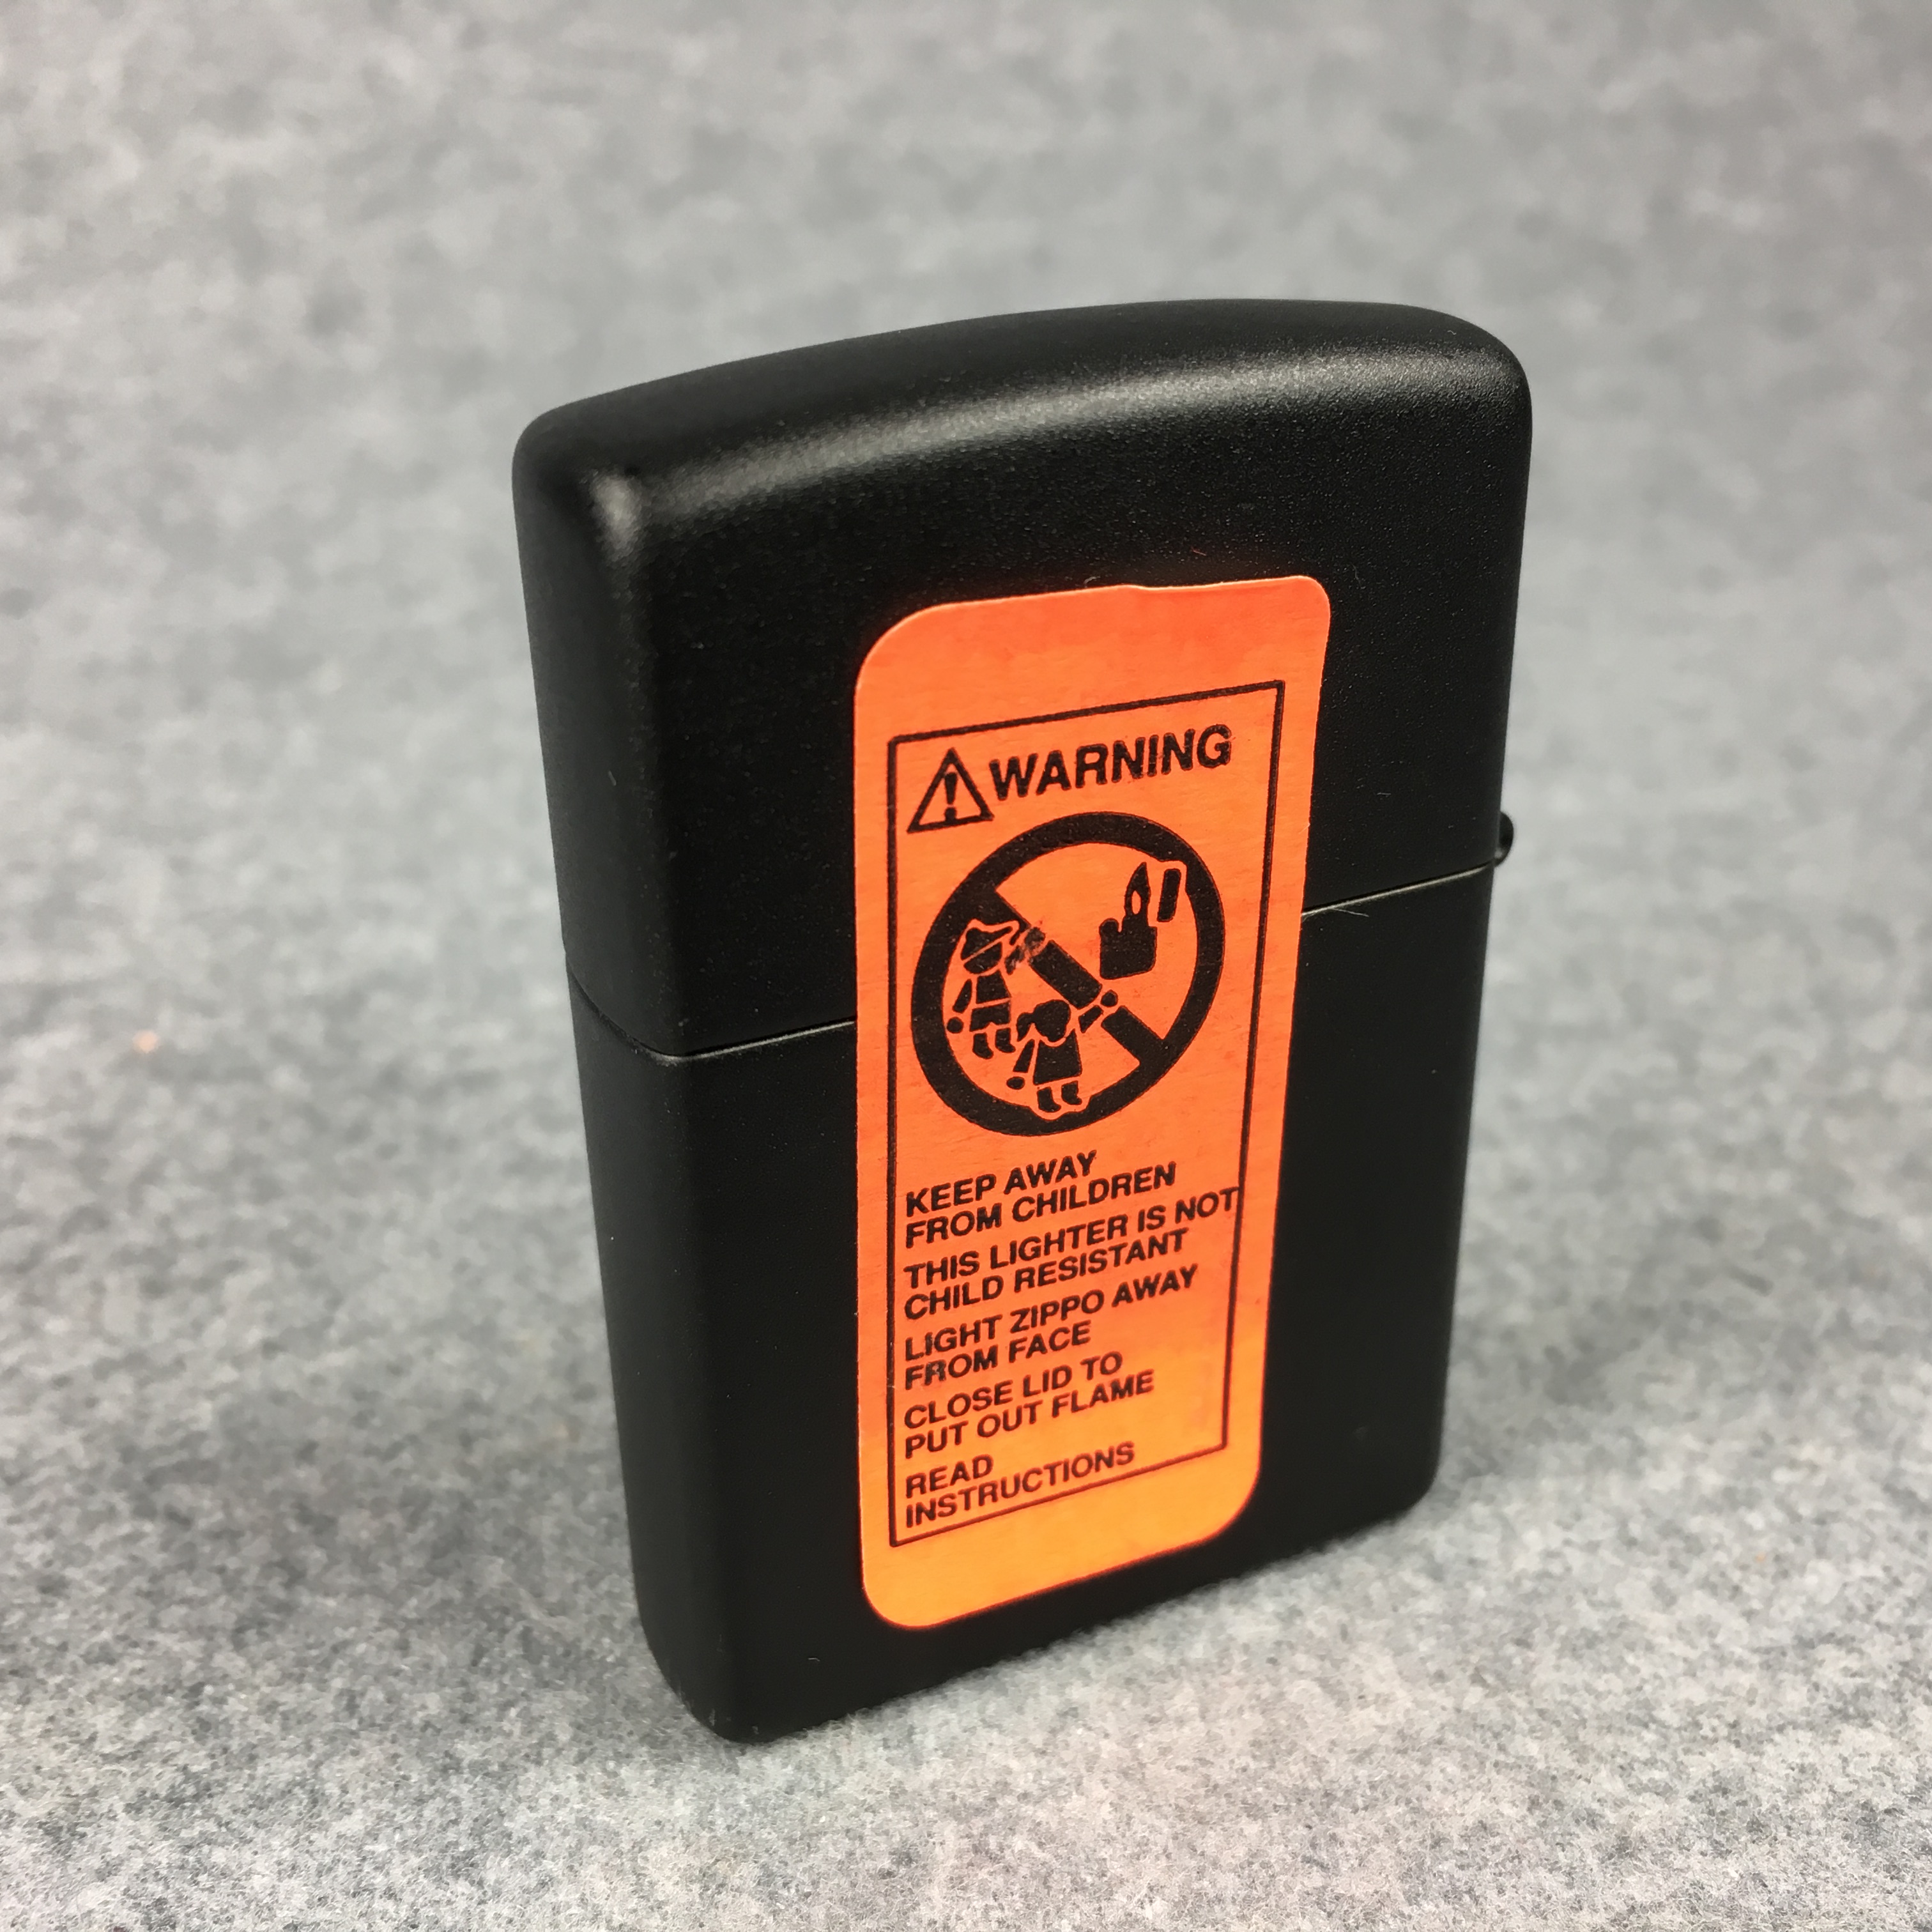 WARNING
KEEP AWAY
FROM CHILDREN
THIS LIGHTER IS NOT
CHILD RESISTANT
LIGHT ZIPPO AWAY
FROM FACE
CLOSE LID TO
PUT OUT FLAME
READ
INSTRUCTIONS